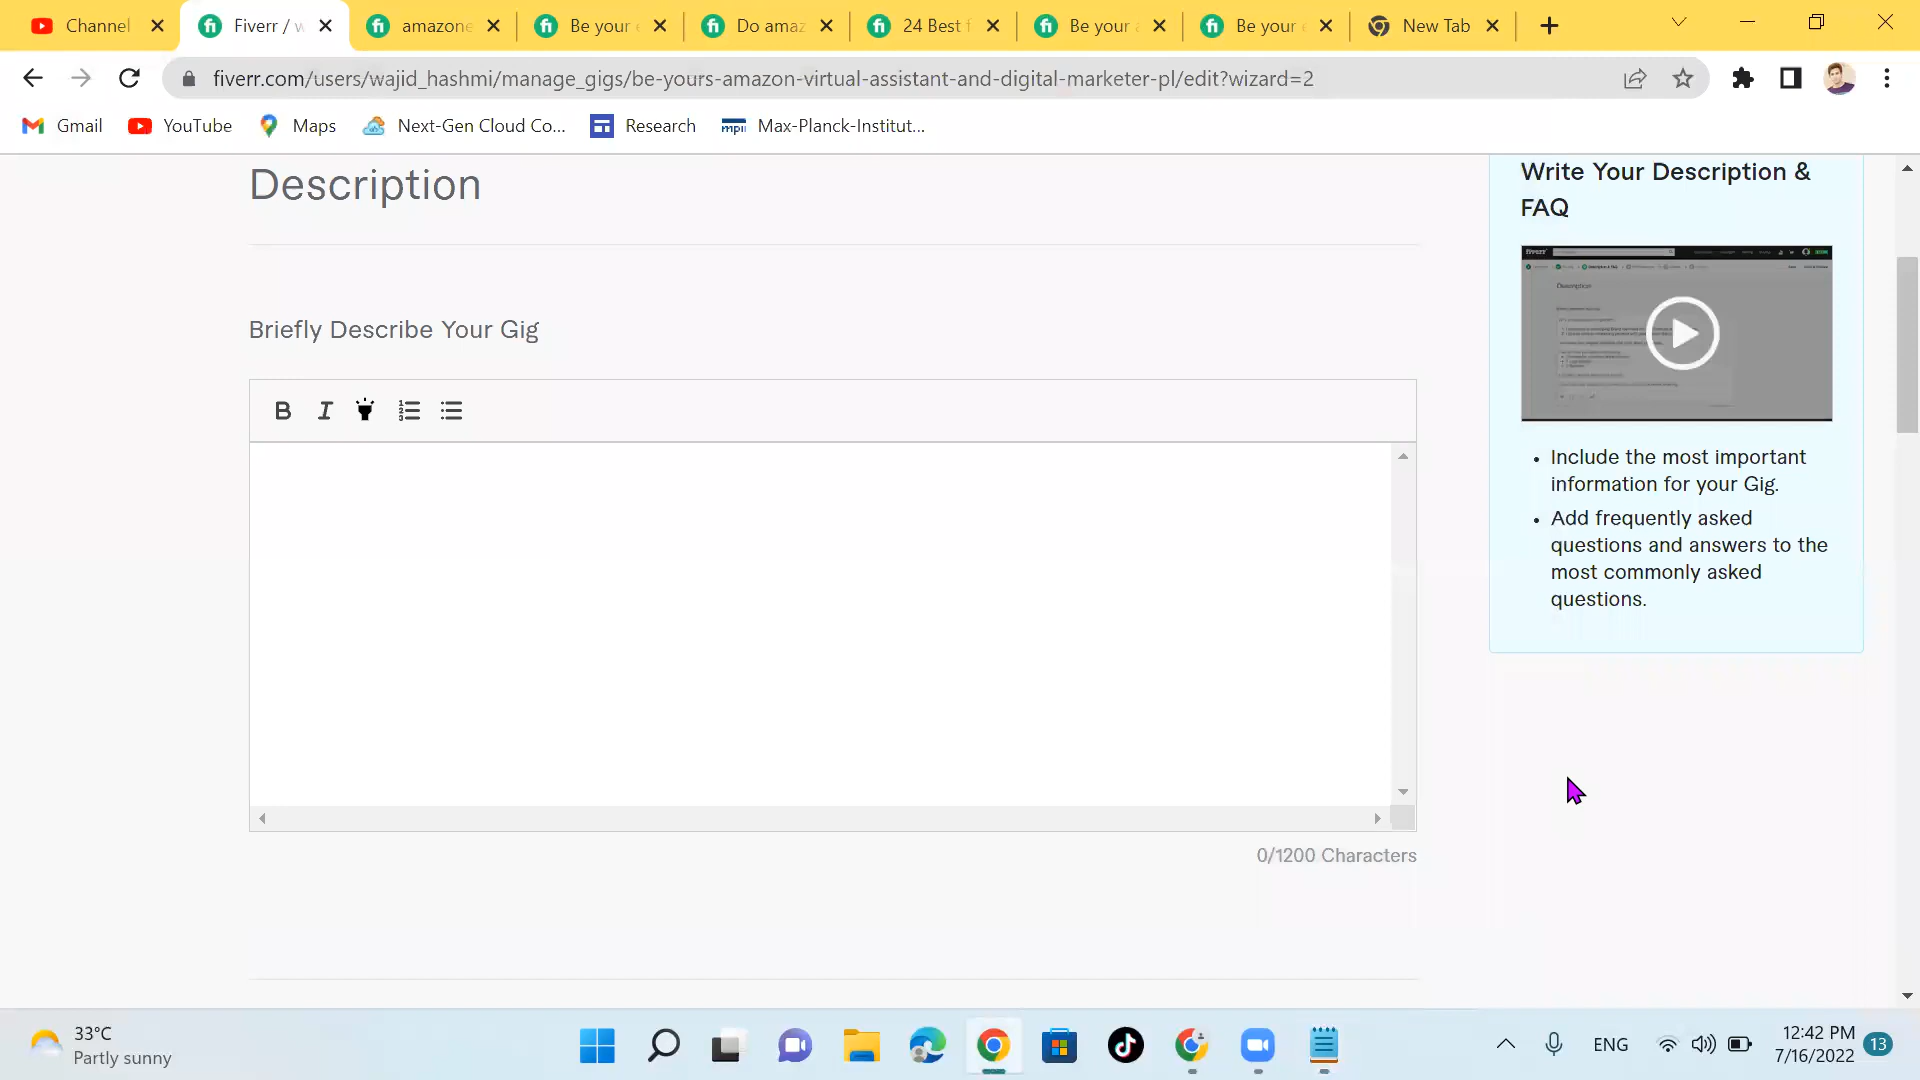 Channel
Fiverr / w
amazone
Be your e
Do amaz
24 Best f
Be your a
Be your e
New Tab
fiverr.com/users/wajid_hashmi/manage_gigs/be-yours-amazon-virtual-assistant-and-digital-marketer-pl/edit?wizard=2
Gmail
YouTube
Maps
Next-Gen Cloud Co...
Research
mpii
Max-Planck-Institut...
Description
Write Your Description &
FAQ
Briefly Describe Your Gig
B I
Description
Include the most important
information for your Gig.
Add frequently asked
questions and answers to the
most commonly asked
questions.
0/1200 Characters
33°C
Partly sunny
ENG
12:42 PM
7/16/2022
13